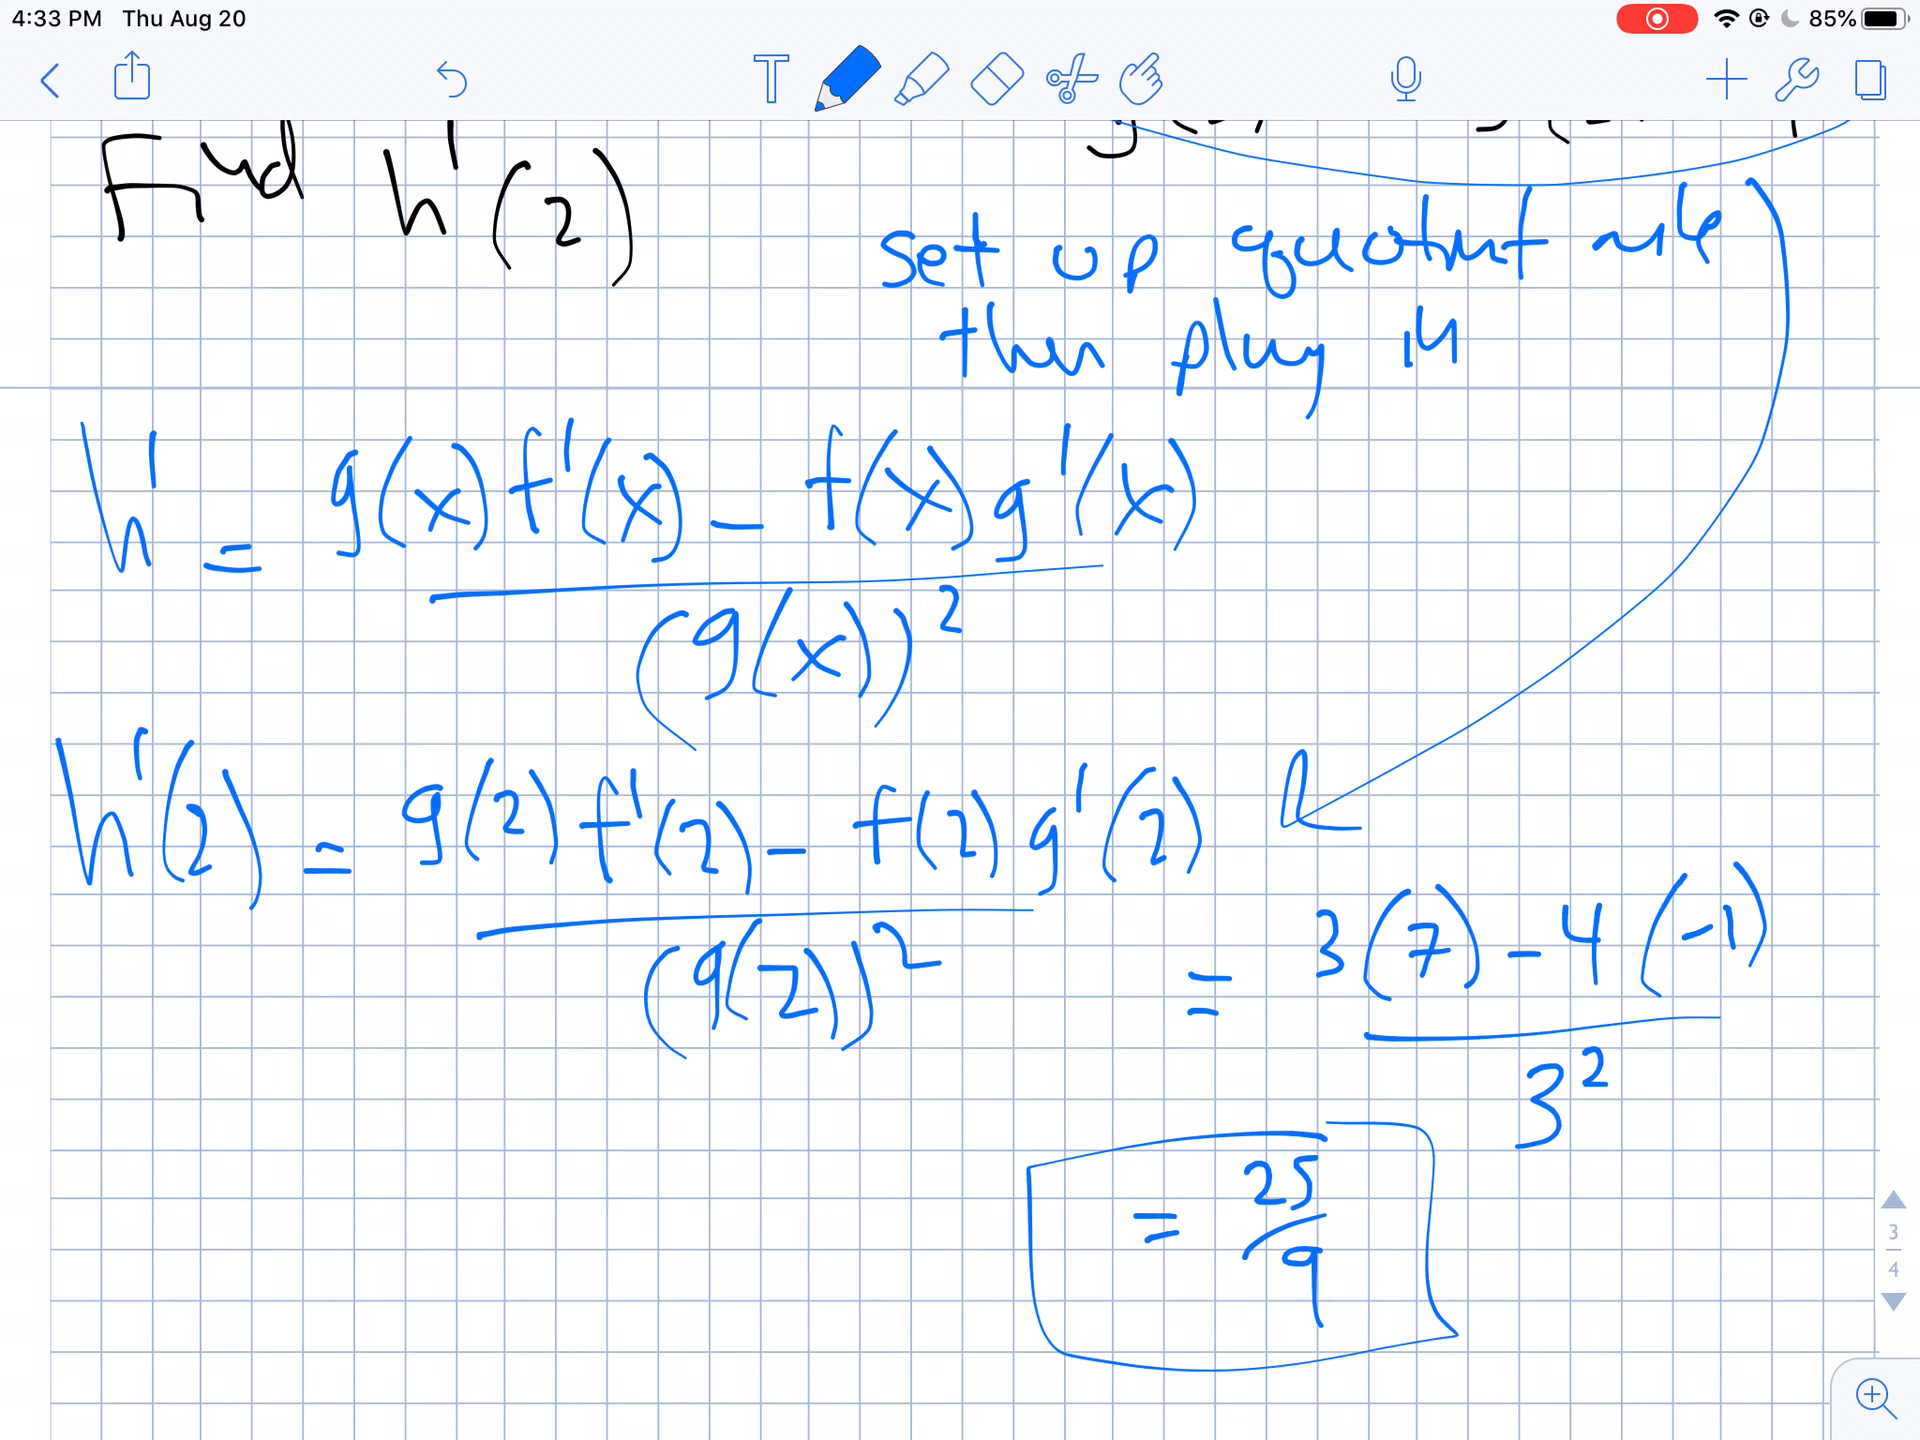 4:33 PM Thu Aug 20
85%
T
Find h'(2)
set up quotient rule
then plug in
h' = g(x)f'(x) - f(x)g'(x)
(g(x))²
h'(2) = g(2)f'(2) - f(2)g'(2)
(g(2))²
= 3(7) - 4(-1)
3²
= 25/9
3
4